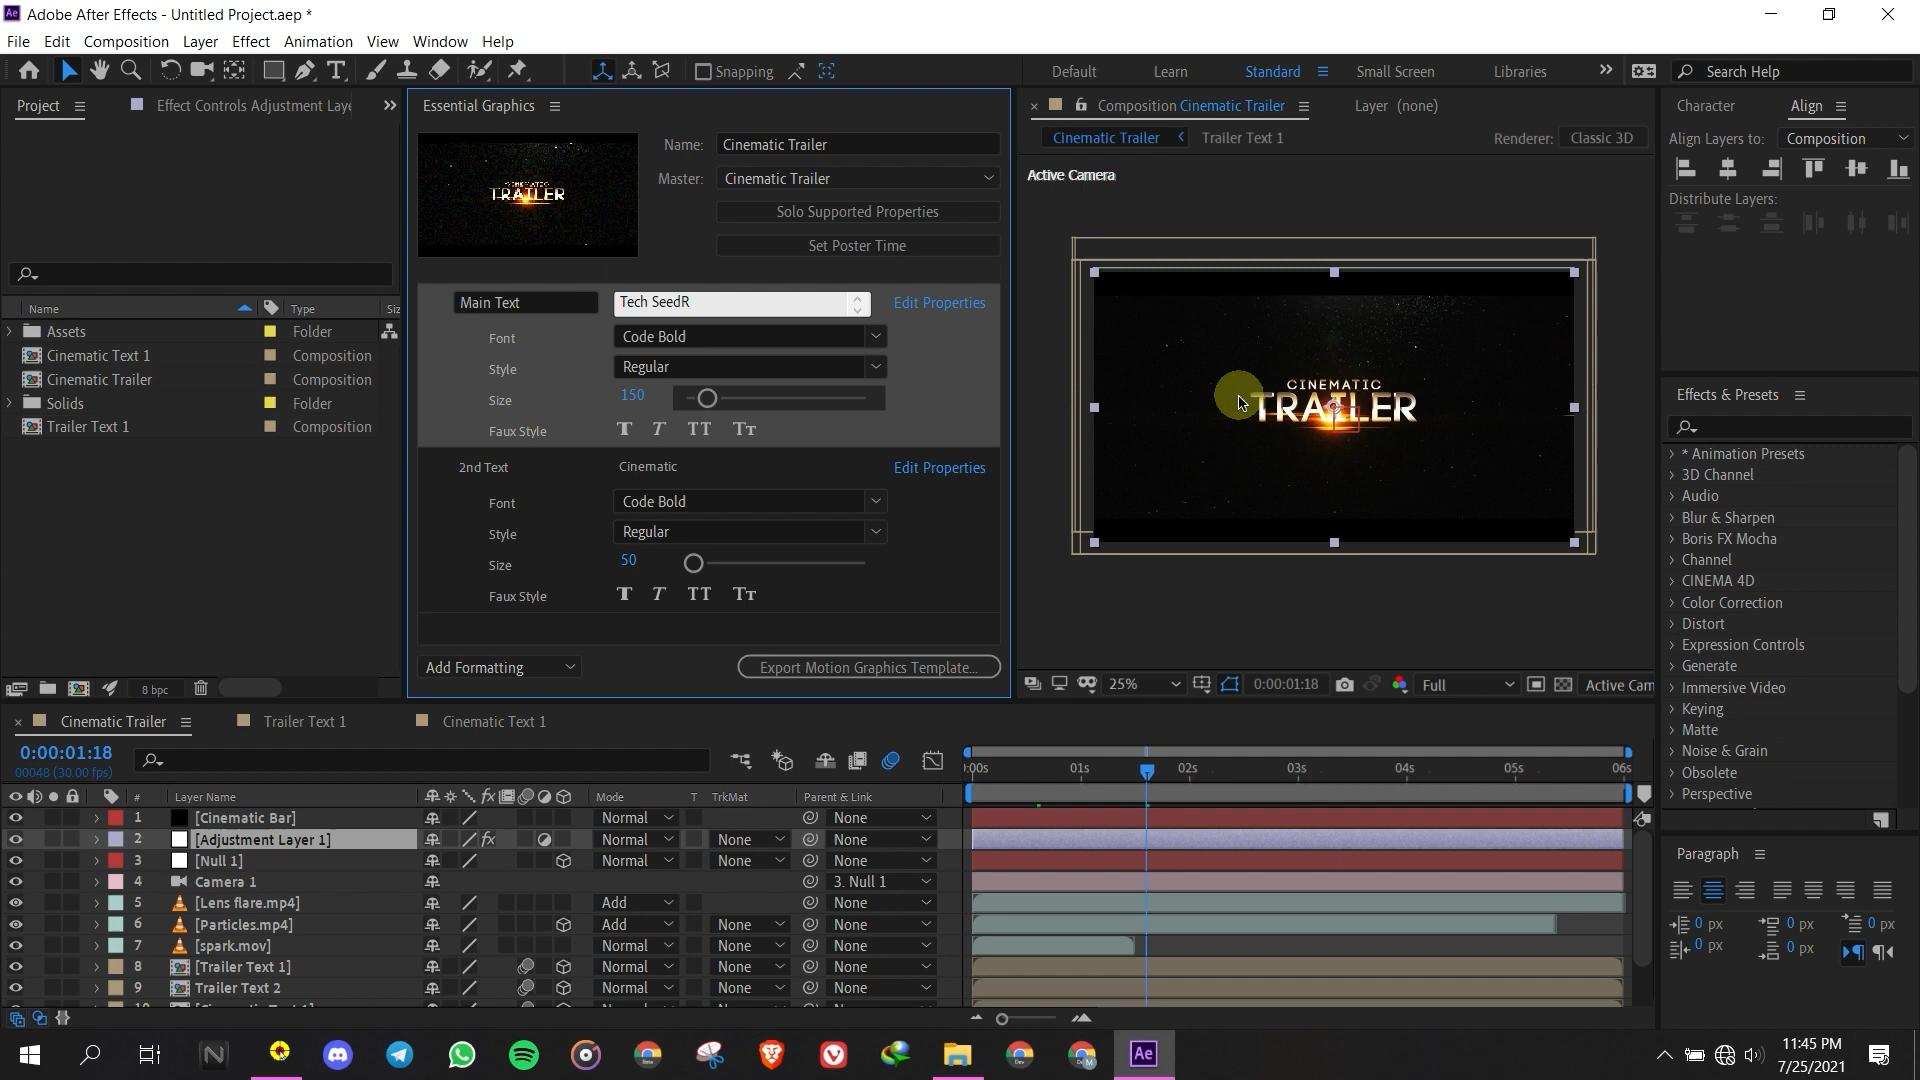 Adobe After Effects - Untitled Project.aep *
File Edit Composition Layer Effect Animation View Window Help
Snapping
Default Learn Standard Small Screen Libraries
Search Help
Project
Effect Controls Adjustment Laye
Name Type Siz
Assets Folder
Cinematic Text 1 Composition
Cinematic Trailer Composition
Solids Folder
Trailer Text 1 Composition
8 bpc
Essential Graphics
CINEMATIC
TRAILER
Name: Cinematic Trailer
Master: Cinematic Trailer
Solo Supported Properties
Set Poster Time
Main Text Tech SeedR Edit Properties
Font Code Bold
Style Regular
Size 150
Faux Style T T TT Tт
2nd Text Cinematic Edit Properties
Font Code Bold
Style Regular
Size 50
Faux Style T T TT Tт
Add Formatting Export Motion Graphics Template...
Composition Cinematic Trailer Layer (none)
Cinematic Trailer Trailer Text 1 Renderer: Classic 3D
Active Camera
CINEMATIC
TRAILER
25% 0:00:01:18 Full Active Cam
Character Align
Align Layers to: Composition
Distribute Layers:
Effects & Presets
* Animation Presets
3D Channel
Audio
Blur & Sharpen
Boris FX Mocha
Channel
CINEMA 4D
Color Correction
Distort
Expression Controls
Generate
Immersive Video
Keying
Matte
Noise & Grain
Obsolete
Perspective
Paragraph
0 px 0 px 0 px
0 px 0 px
Cinematic Trailer Trailer Text 1 Cinematic Text 1
0:00:01:18
00048 (30.00 fps)
):00s 01s 02s 03s 04s 05s 06s
# Layer Name fx Mode T TrkMat Parent & Link
1 [Cinematic Bar] Normal None
2 [Adjustment Layer 1] fx Normal None None
3 [Null 1] Normal None None
4 Camera 1 3. Null 1
5 [Lens flare.mp4] Add None
6 [Particles.mp4] Add None None
7 [spark.mov] Normal None None
8 [Trailer Text 1] Normal None None
9 Trailer Text 2 Normal None None
Ae
11:45 PM
7/25/2021